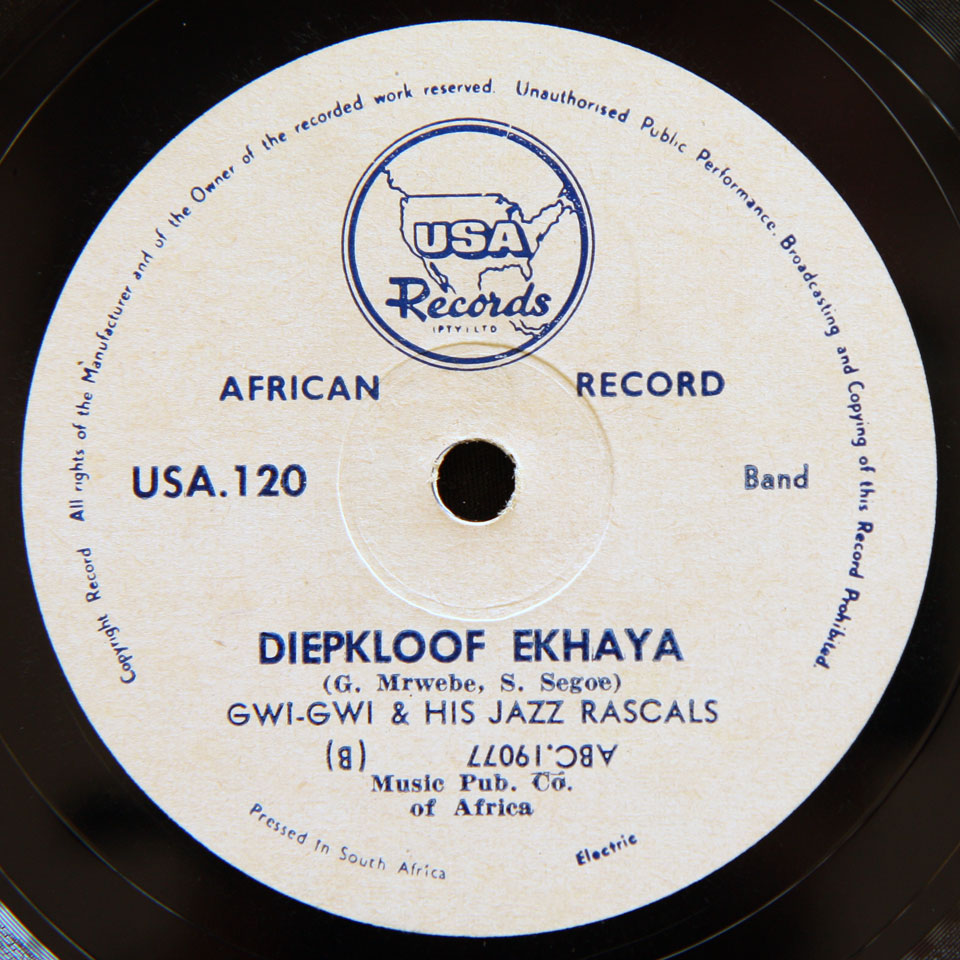 Copyright Record All rights of the Manufacturer and of the Owner of the recorded work reserved. Unauthorised Public Performance. Broadcasting and Copying of this Record Prohibited.
USA
Records
(PTY) LTD
AFRICAN RECORD
USA.120 Band
DIEPKLOOF EKHAYA
(G. Mrwebe, S. Segoe)
GWI-GWI & HIS JAZZ RASCALS
ABC.19077 (B)
Music Pub. Co.
of Africa
Pressed in South Africa Electric